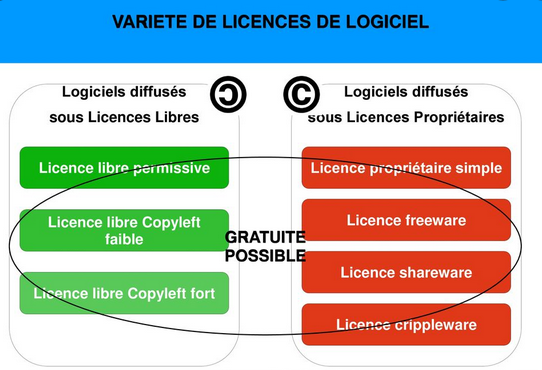 VARIETE DE LICENCES DE LOGICIEL
Logiciels diffusés
sous Licences Libres
Licence libre permissive
Licence libre Copyleft
faible
Licence libre Copyleft fort
GRATUITE
POSSIBLE
Logiciels diffusés
sous Licences Propriétaires
Licence propriétaire simple
Licence freeware
Licence shareware
Licence crippleware